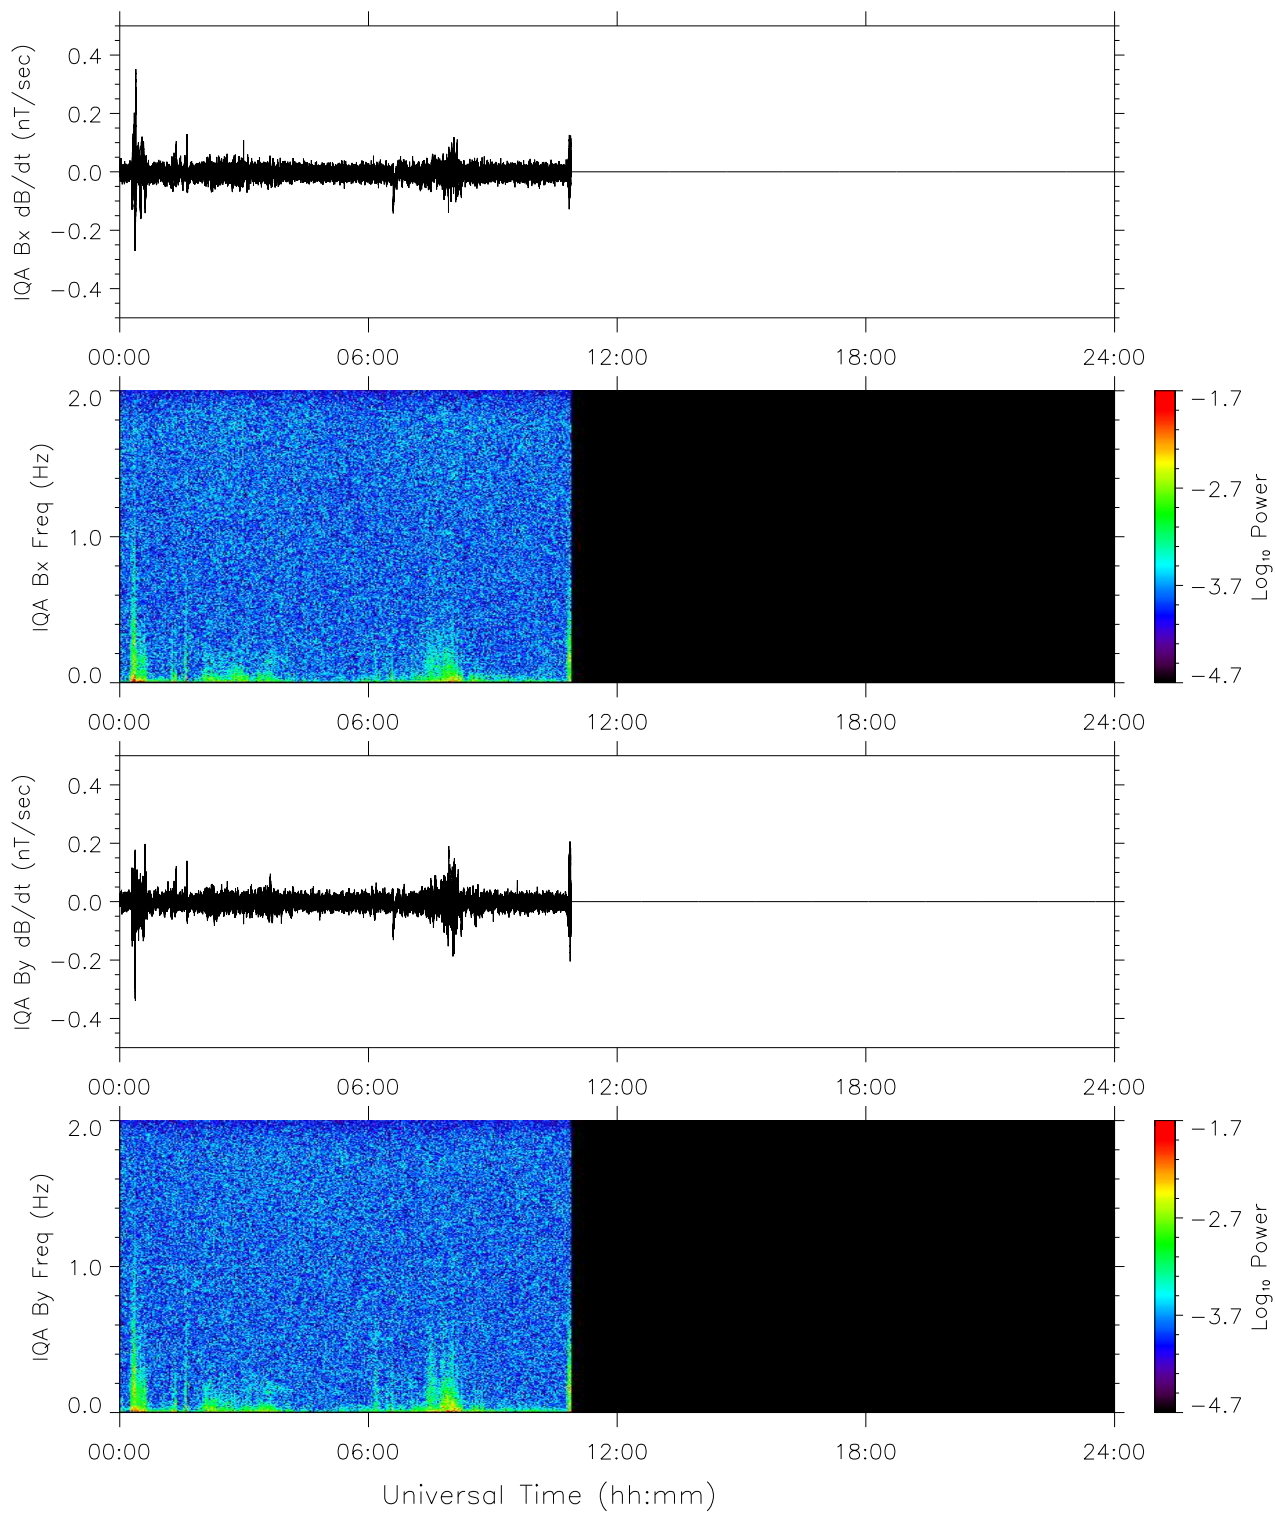 IQA Bx dB/dt (nT/sec)
0.4
0.2
0.0
−0.2
−0.4
00:00 06:00 12:00 18:00 24:00
IQA Bx Freq (Hz)
2.0
1.0
0.0
−1.7
−2.7
−3.7
−4.7
Log₁₀ Power
00:00 06:00 12:00 18:00 24:00
IQA By dB/dt (nT/sec)
0.4
0.2
0.0
−0.2
−0.4
00:00 06:00 12:00 18:00 24:00
IQA By Freq (Hz)
2.0
1.0
0.0
−1.7
−2.7
−3.7
−4.7
Log₁₀ Power
00:00 06:00 12:00 18:00 24:00
Universal Time (hh:mm)